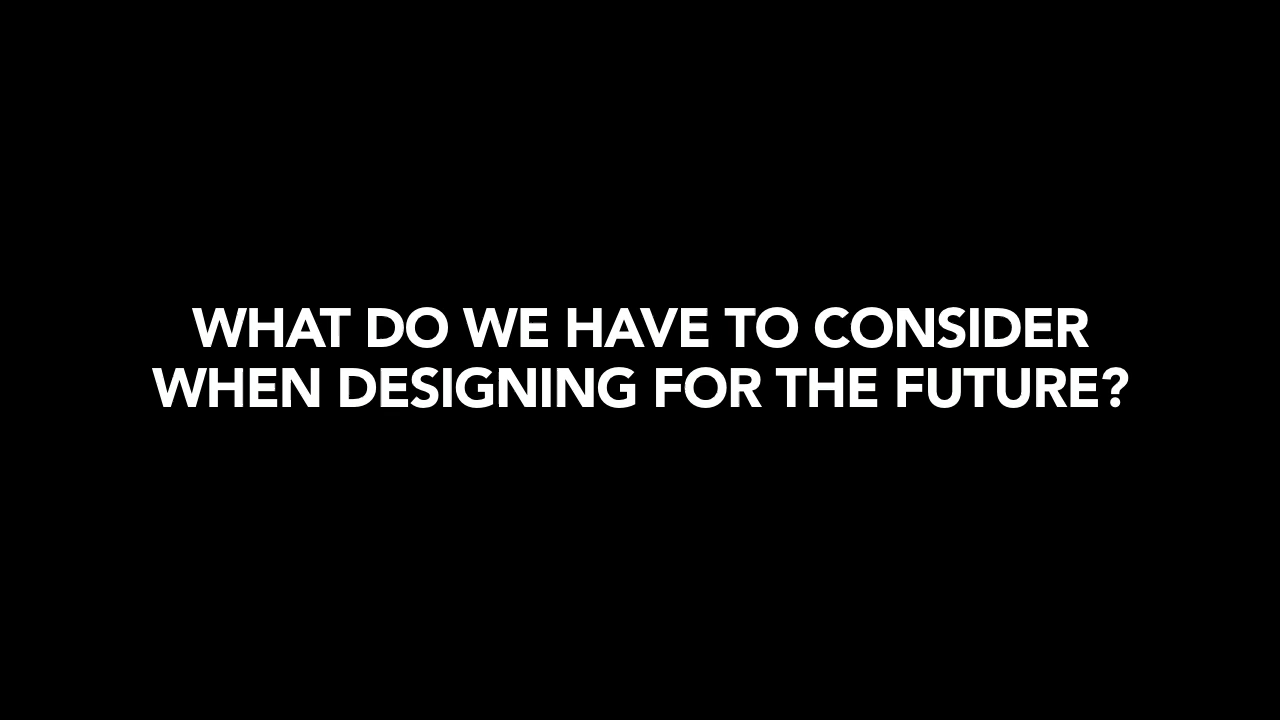 WHAT DO WE HAVE TO CONSIDER
WHEN DESIGNING FOR THE FUTURE?